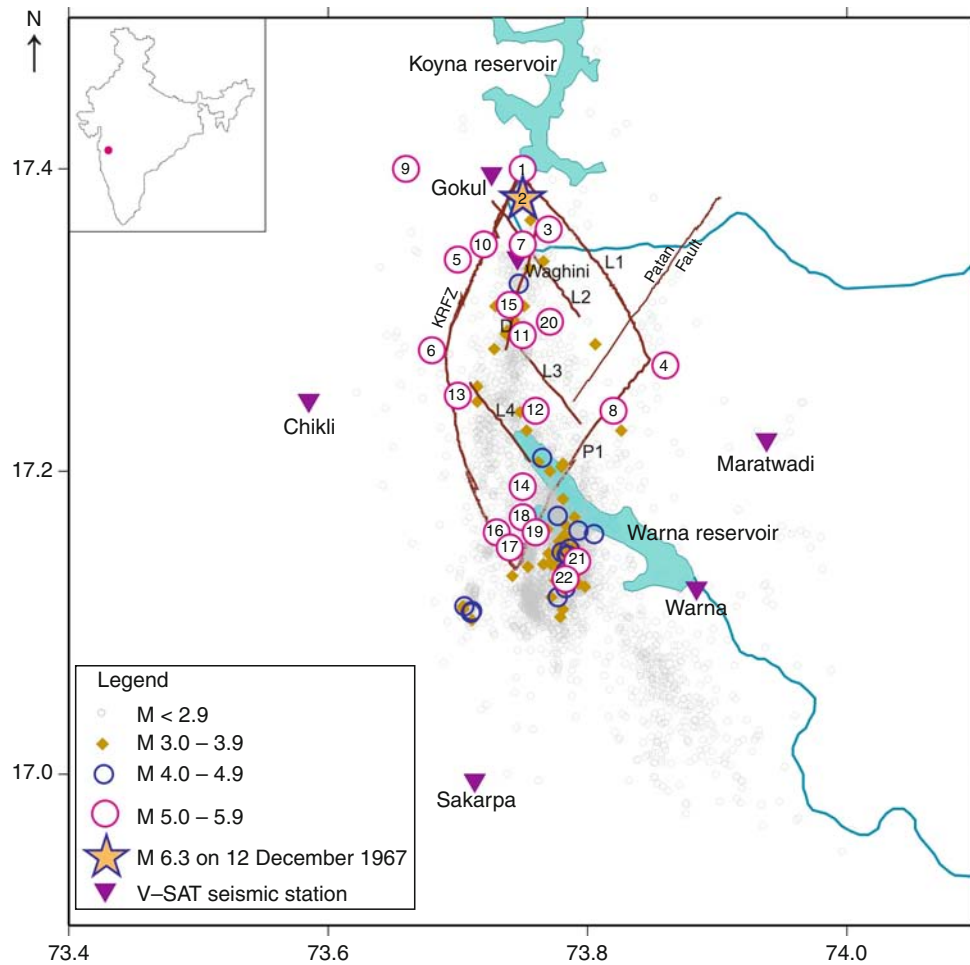 N
Koyna reservoir
17.4
9
1
Gokul
2
3
10
7
5
Waghini
L1
Patan
Fault
KRFZ
L2
15
D
20
11
6
L3
4
13
L4
12
8
Chikli
P1
Maratwadi
17.2
14
18
Warna reservoir
16
19
17
21
22
Warna
Legend
M < 2.9
M 3.0 – 3.9
17.0
M 4.0 – 4.9
Sakarpa
M 5.0 – 5.9
M 6.3 on 12 December 1967
V–SAT seismic station
73.4
73.6
73.8
74.0